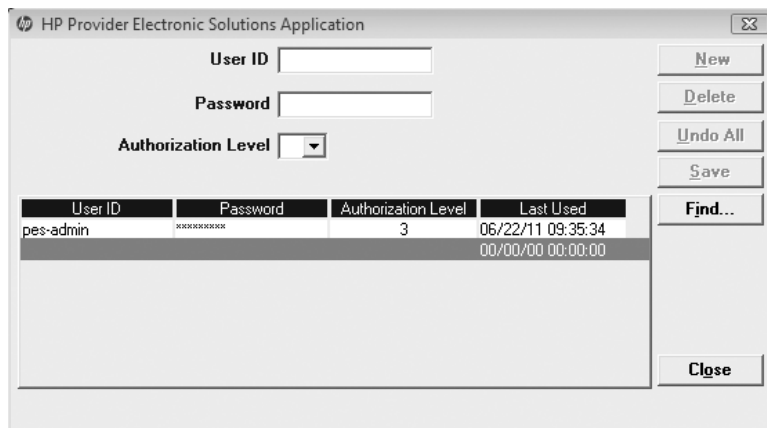 hp HP Provider Electronic Solutions Application
User ID
New
Password
Delete
Authorization Level
Undo All
Save
User ID Password Authorization Level Last Used
Find...
pes-admin ********* 3 06/22/11 09:35:34
00/00/00 00:00:00
Close